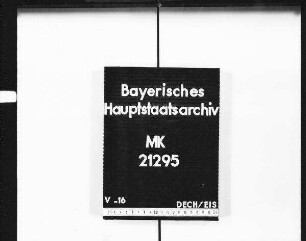 Bayerisches
Hauptstaatsarchiv
MK
21295
V-16 DECH/EIS